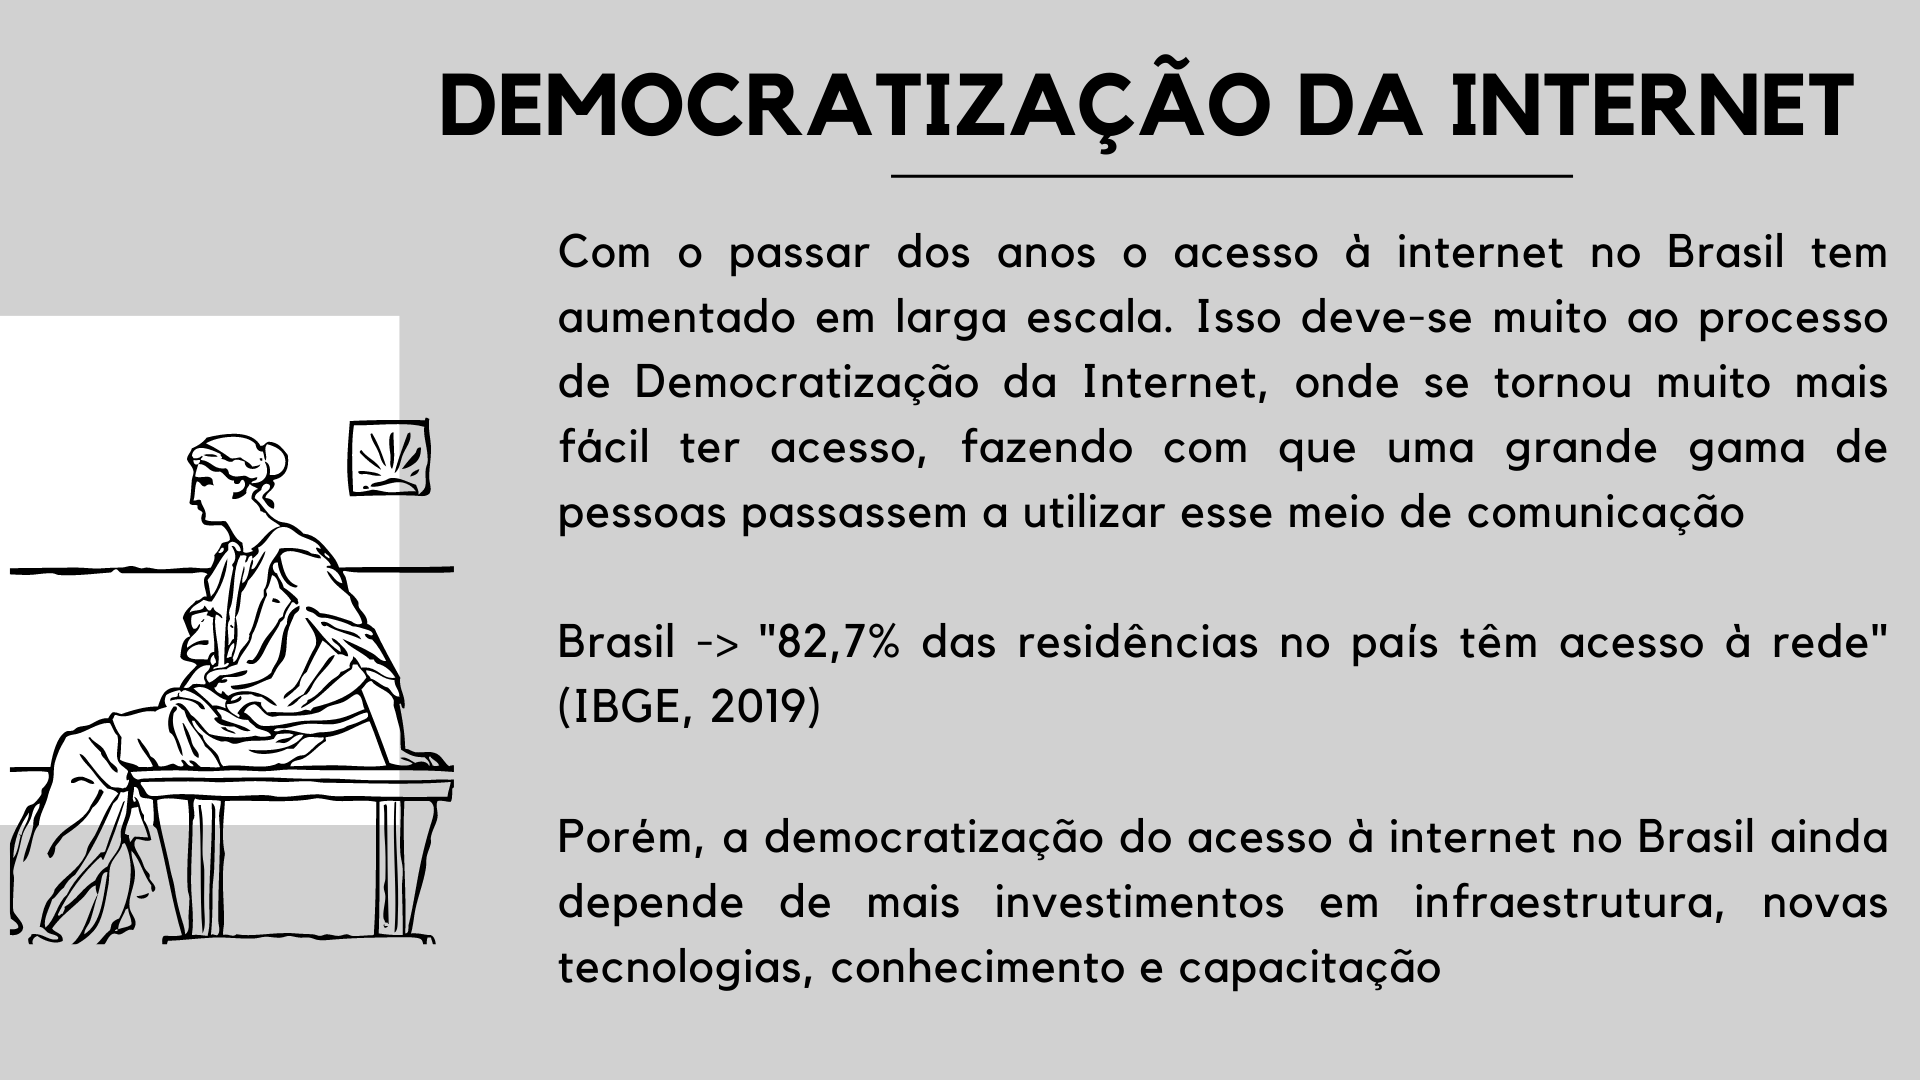 DEMOCRATIZAÇÃO DA INTERNET
Com o passar dos anos o acesso à internet no Brasil tem
aumentado em larga escala. Isso deve-se muito ao processo
de Democratização da Internet, onde se tornou muito mais
fácil ter acesso, fazendo com que uma grande gama de
pessoas passassem a utilizar esse meio de comunicação
Brasil -> "82,7% das residências no país têm acesso à rede"
(IBGE, 2019)
Porém, a democratização do acesso à internet no Brasil ainda
depende de mais investimentos em infraestrutura, novas
tecnologias, conhecimento e capacitação